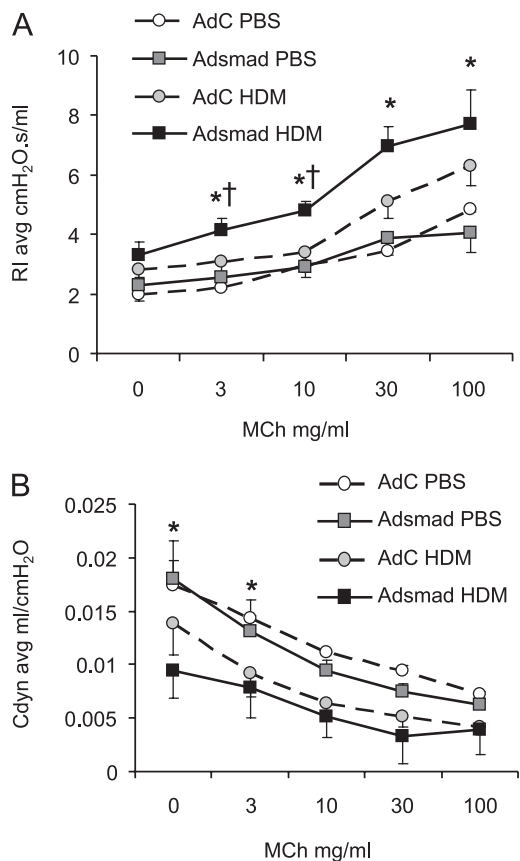 A
AdC PBS
Adsmad PBS
AdC HDM
Adsmad HDM
10
8
6
4
2
0
Rl avg cmH₂O.s/ml
*† *† * *
0 3 10 30 100
MCh mg/ml
B
AdC PBS
Adsmad PBS
AdC HDM
Adsmad HDM
0.025
0.02
0.015
0.01
0.005
0
Cdyn avg ml/cmH₂O
* *
0 3 10 30 100
MCh mg/ml